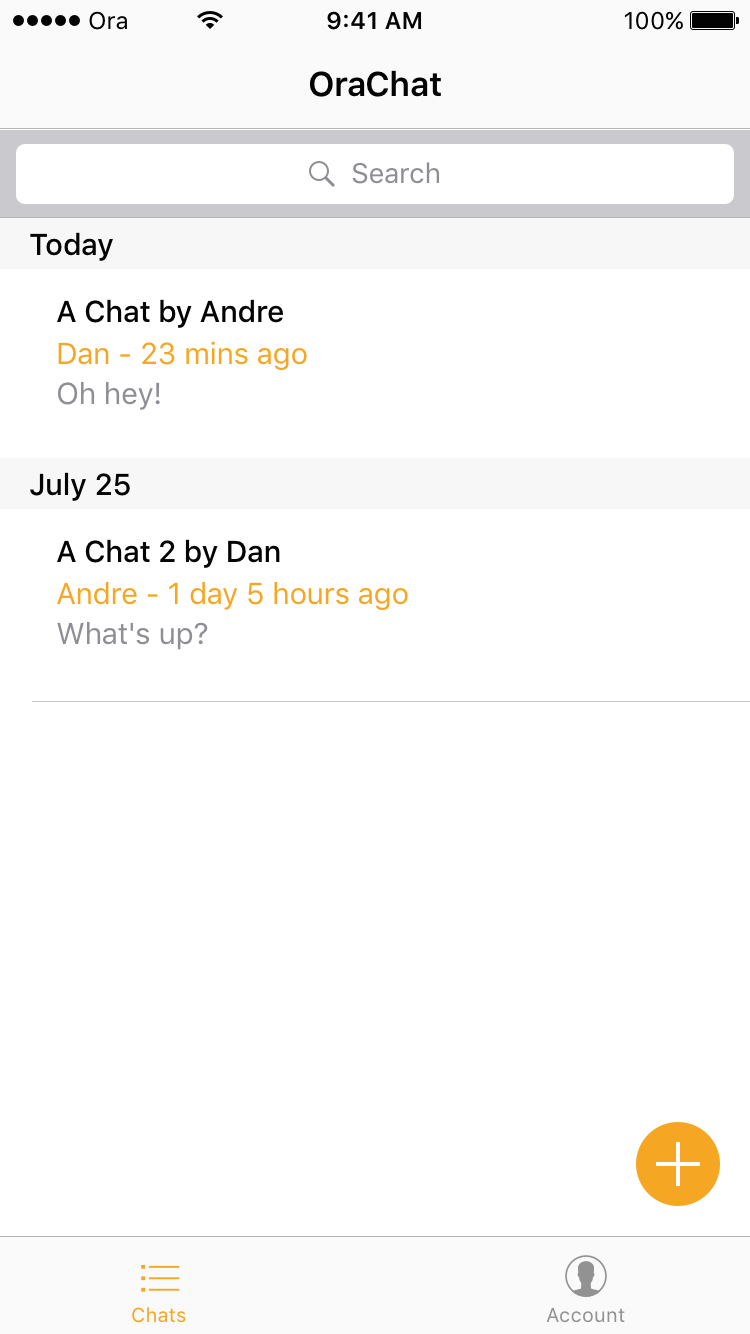 Ora 9:41 AM 100%
OraChat
Search
Today
A Chat by Andre
Dan - 23 mins ago
Oh hey!
July 25
A Chat 2 by Dan
Andre - 1 day 5 hours ago
What's up?
Chats Account